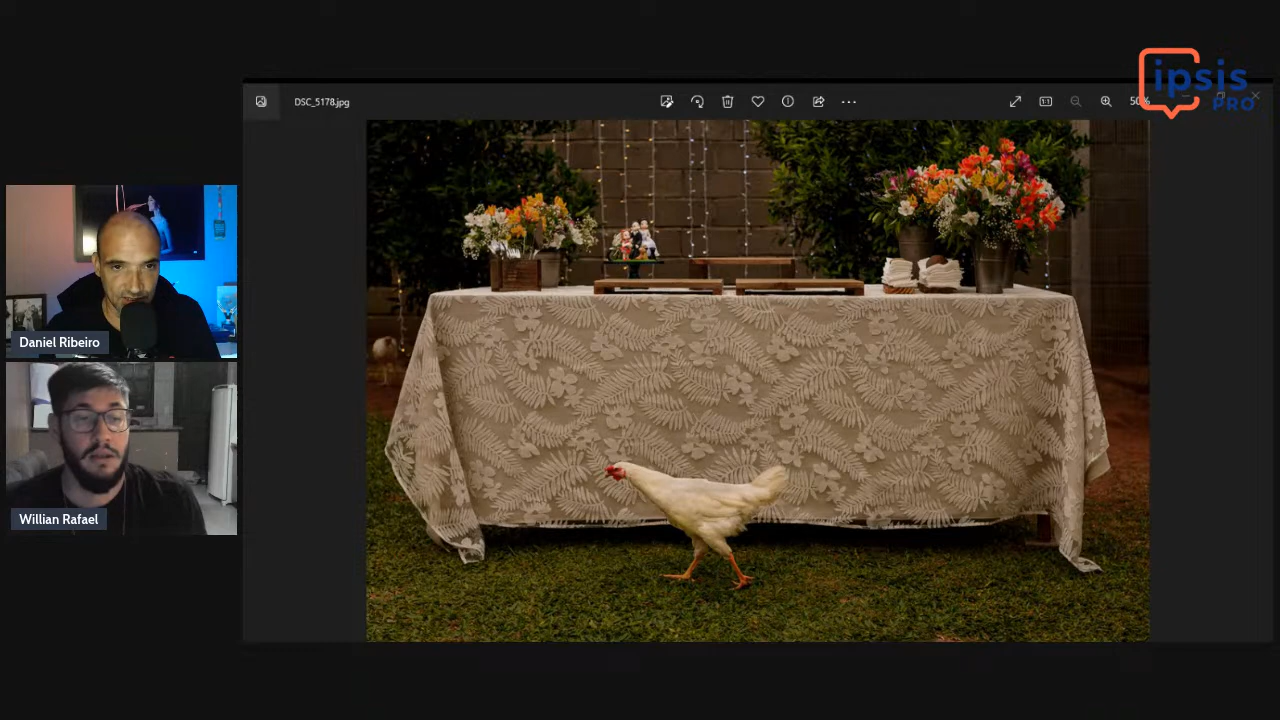 DSC_5178.jpg
50%
ipsis
PRO
Daniel Ribeiro
Willian Rafael